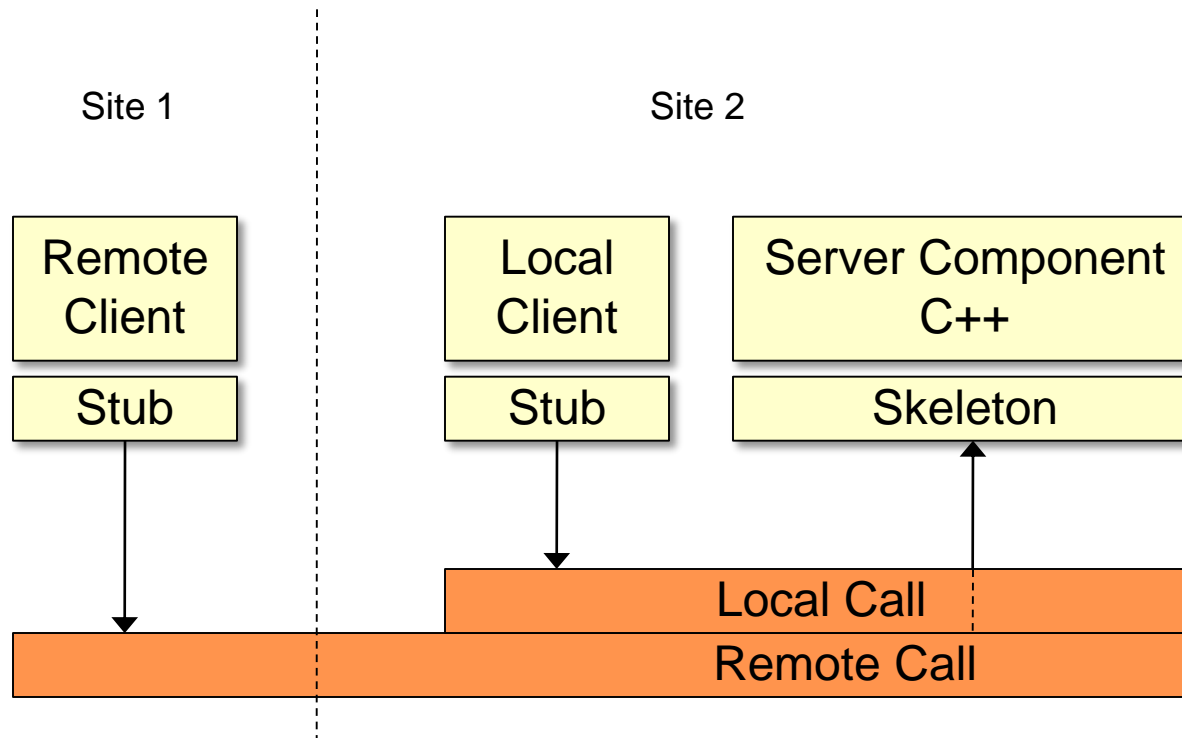 Site 1
Site 2
Remote
Client
Local
Client
Server Component
C++
Stub
Stub
Skeleton
Local Call
Remote Call